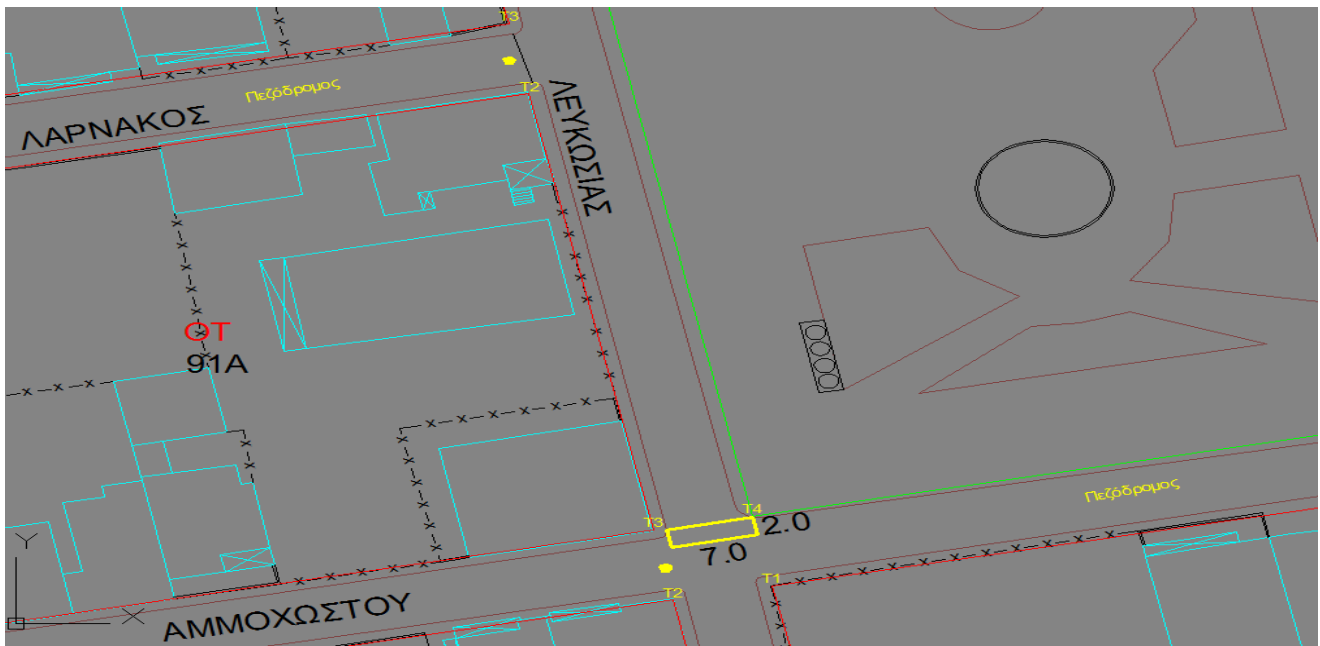 T3
Πεζόδρομος
T2
ΛΑΡΝΑΚΟΣ
ΛΕΥΚΩΣΙΑΣ
ΟΤ
91Α
Πεζόδρομος
T3
T4
2.0
7.0
Y
T1
T2
X
ΑΜΜΟΧΩΣΤΟΥ